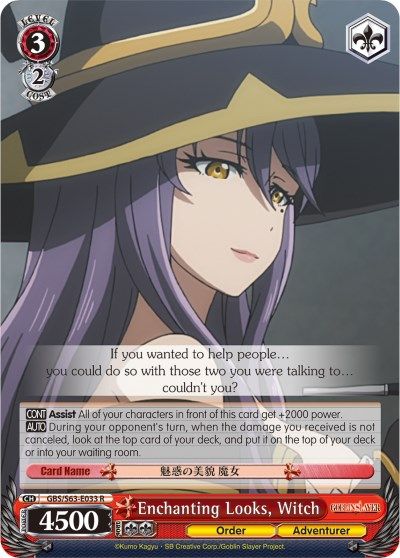 LEVEL
3
2
COST
If you wanted to help people…
you could do so with those two you were talking to…
couldn't you?
CONT Assist All of your characters in front of this card get +2000 power.
AUTO During your opponent's turn, when the damage you received is not
canceled, look at the top card of your deck, and put it on the top of your deck
or into your waiting room.
Card Name 魅惑の美貌 魔女
CH GBS/S63-E033 R
Enchanting Looks, Witch
GOBLIN SLAYER
POWER 4500 SOUL
Order Adventurer
©Kumo Kagyu・SB Creative Corp./Goblin Slayer Project.